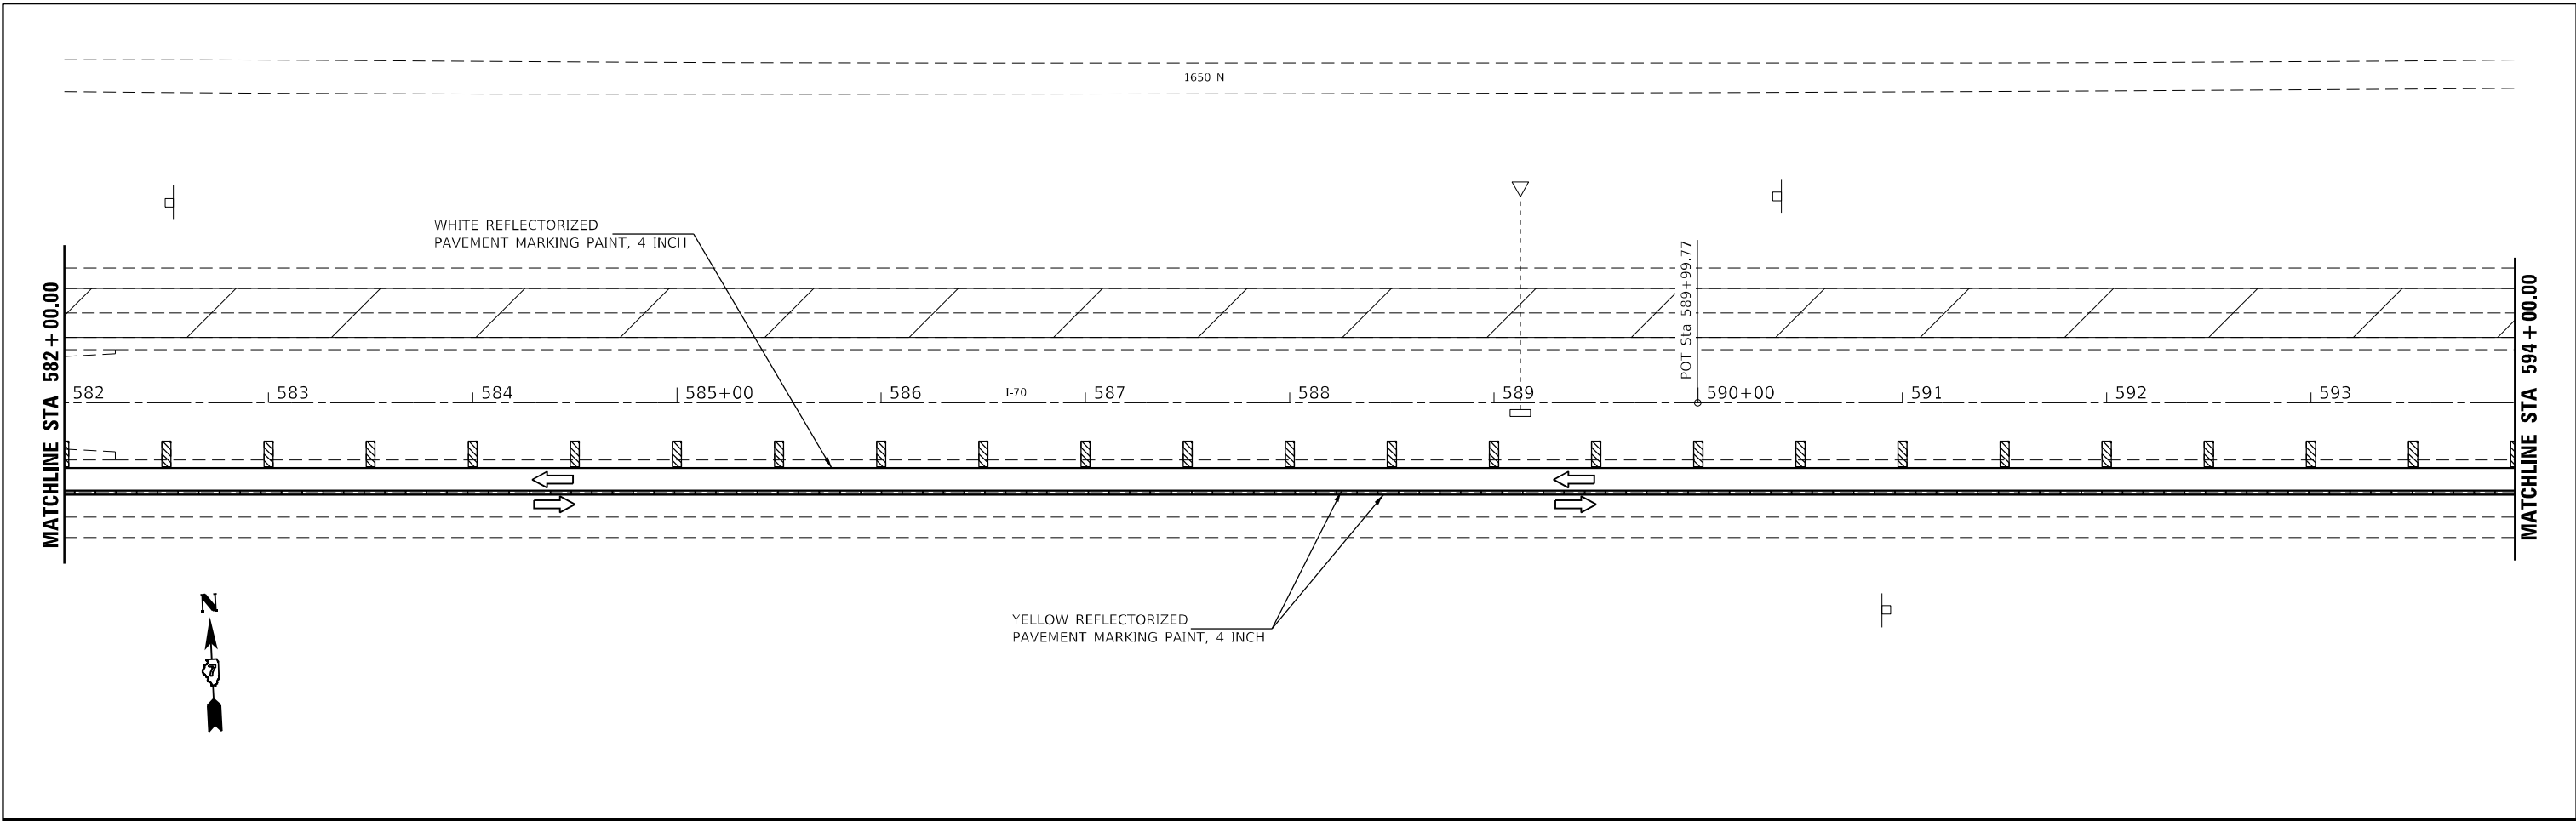 1650 N
WHITE REFLECTORIZED
PAVEMENT MARKING PAINT, 4 INCH
POT Sta 589+99.77
MATCHLINE STA 582+00.00
582 583 584 585+00 586 I-70 587 588 589 590+00 591 592 593
MATCHLINE STA 594+00.00
YELLOW REFLECTORIZED
PAVEMENT MARKING PAINT, 4 INCH
N
7